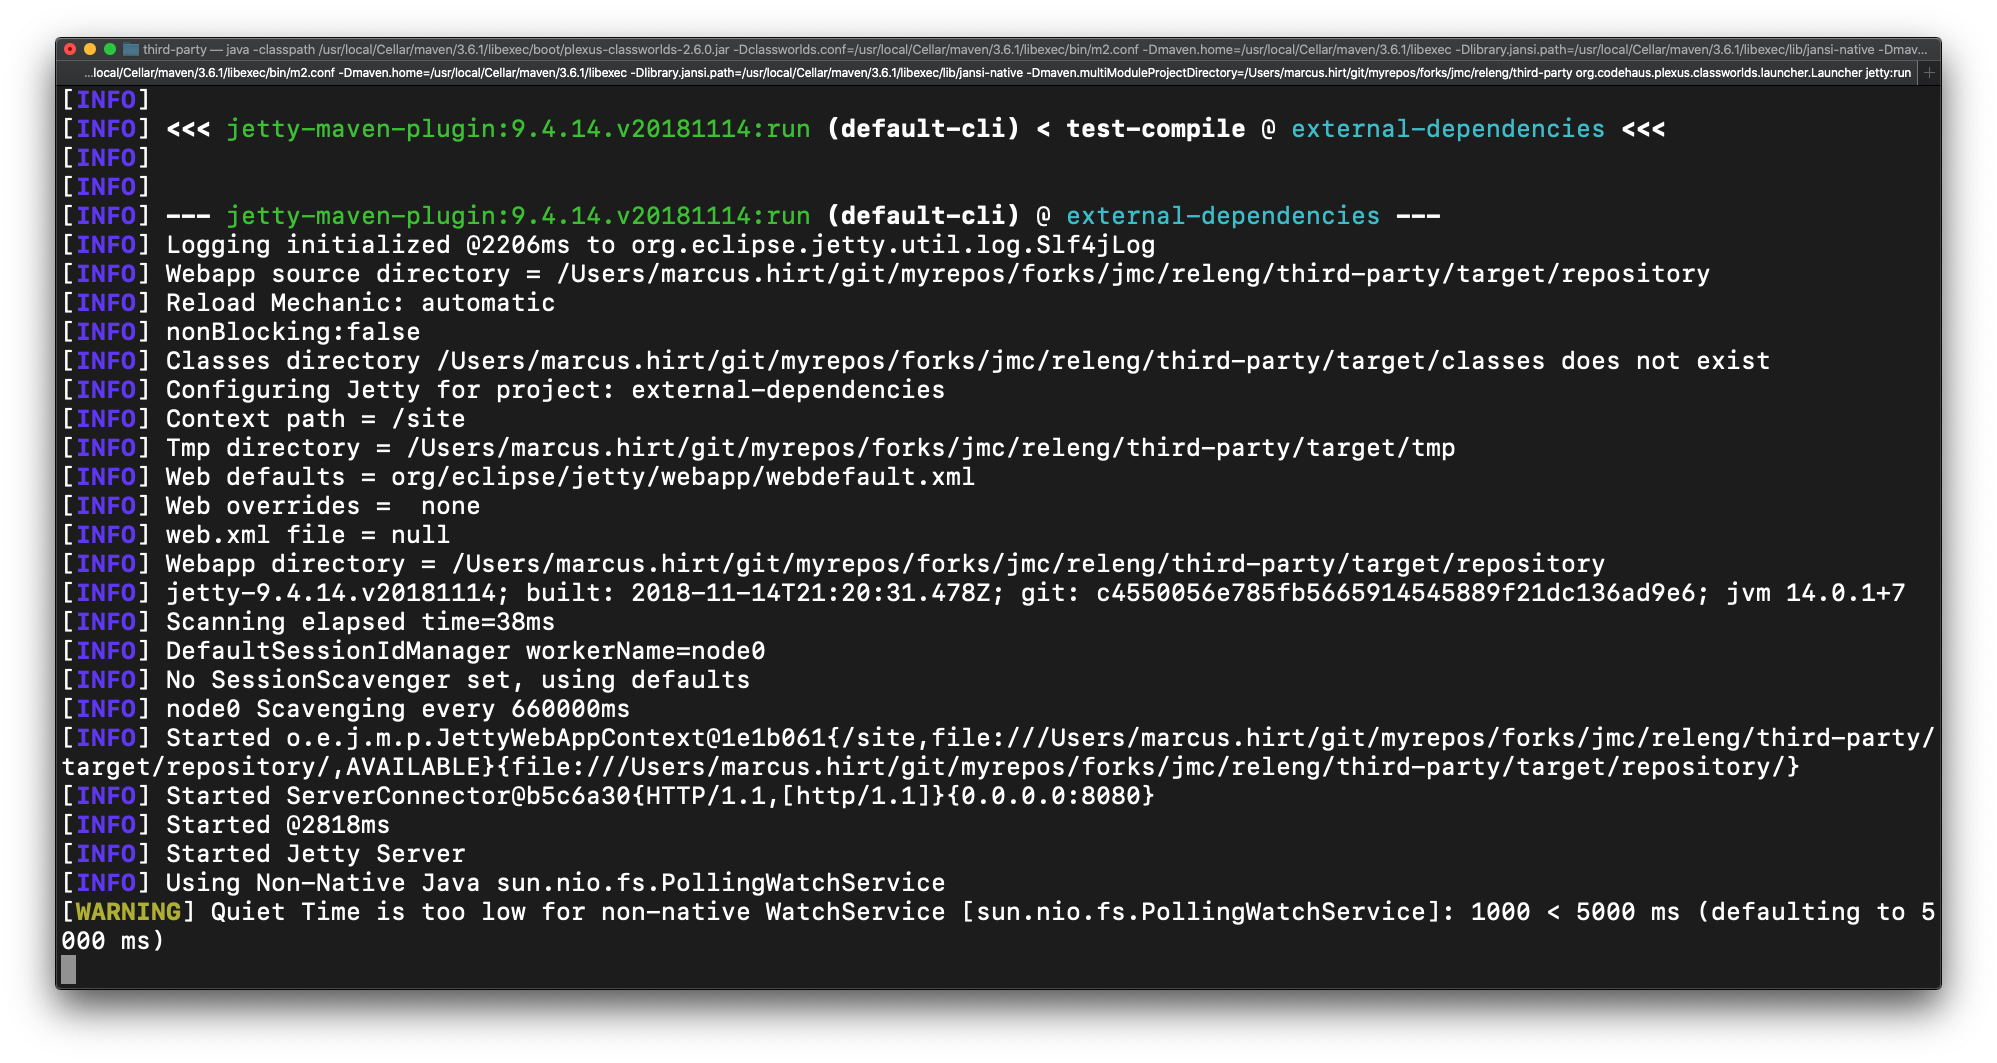 third-party — java -classpath /usr/local/Cellar/maven/3.6.1/libexec/boot/plexus-classworlds-2.6.0.jar -Dclassworlds.conf=/usr/local/Cellar/maven/3.6.1/libexec/bin/m2.conf -Dmaven.home=/usr/local/Cellar/maven/3.6.1/libexec -Dlibrary.jansi.path=/usr/local/Cellar/maven/3.6.1/libexec/lib/jansi-native -Dmav...
...local/Cellar/maven/3.6.1/libexec/bin/m2.conf -Dmaven.home=/usr/local/Cellar/maven/3.6.1/libexec -Dlibrary.jansi.path=/usr/local/Cellar/maven/3.6.1/libexec/lib/jansi-native -Dmaven.multiModuleProjectDirectory=/Users/marcus.hirt/git/myrepos/forks/jmc/releng/third-party org.codehaus.plexus.classworlds.launcher.Launcher jetty:run +
[INFO]
[INFO] <<< jetty-maven-plugin:9.4.14.v20181114:run (default-cli) < test-compile @ external-dependencies <<<
[INFO]
[INFO]
[INFO] --- jetty-maven-plugin:9.4.14.v20181114:run (default-cli) @ external-dependencies ---
[INFO] Logging initialized @2206ms to org.eclipse.jetty.util.log.Slf4jLog
[INFO] Webapp source directory = /Users/marcus.hirt/git/myrepos/forks/jmc/releng/third-party/target/repository
[INFO] Reload Mechanic: automatic
[INFO] nonBlocking:false
[INFO] Classes directory /Users/marcus.hirt/git/myrepos/forks/jmc/releng/third-party/target/classes does not exist
[INFO] Configuring Jetty for project: external-dependencies
[INFO] Context path = /site
[INFO] Tmp directory = /Users/marcus.hirt/git/myrepos/forks/jmc/releng/third-party/target/tmp
[INFO] Web defaults = org/eclipse/jetty/webapp/webdefault.xml
[INFO] Web overrides =  none
[INFO] web.xml file = null
[INFO] Webapp directory = /Users/marcus.hirt/git/myrepos/forks/jmc/releng/third-party/target/repository
[INFO] jetty-9.4.14.v20181114; built: 2018-11-14T21:20:31.478Z; git: c4550056e785fb5665914545889f21dc136ad9e6; jvm 14.0.1+7
[INFO] Scanning elapsed time=38ms
[INFO] DefaultSessionIdManager workerName=node0
[INFO] No SessionScavenger set, using defaults
[INFO] node0 Scavenging every 660000ms
[INFO] Started o.e.j.m.p.JettyWebAppContext@1e1b061{/site,file:///Users/marcus.hirt/git/myrepos/forks/jmc/releng/third-party/
target/repository/,AVAILABLE}{file:///Users/marcus.hirt/git/myrepos/forks/jmc/releng/third-party/target/repository/}
[INFO] Started ServerConnector@b5c6a30{HTTP/1.1,[http/1.1]}{0.0.0.0:8080}
[INFO] Started @2818ms
[INFO] Started Jetty Server
[INFO] Using Non-Native Java sun.nio.fs.PollingWatchService
[WARNING] Quiet Time is too low for non-native WatchService [sun.nio.fs.PollingWatchService]: 1000 < 5000 ms (defaulting to 5
000 ms)